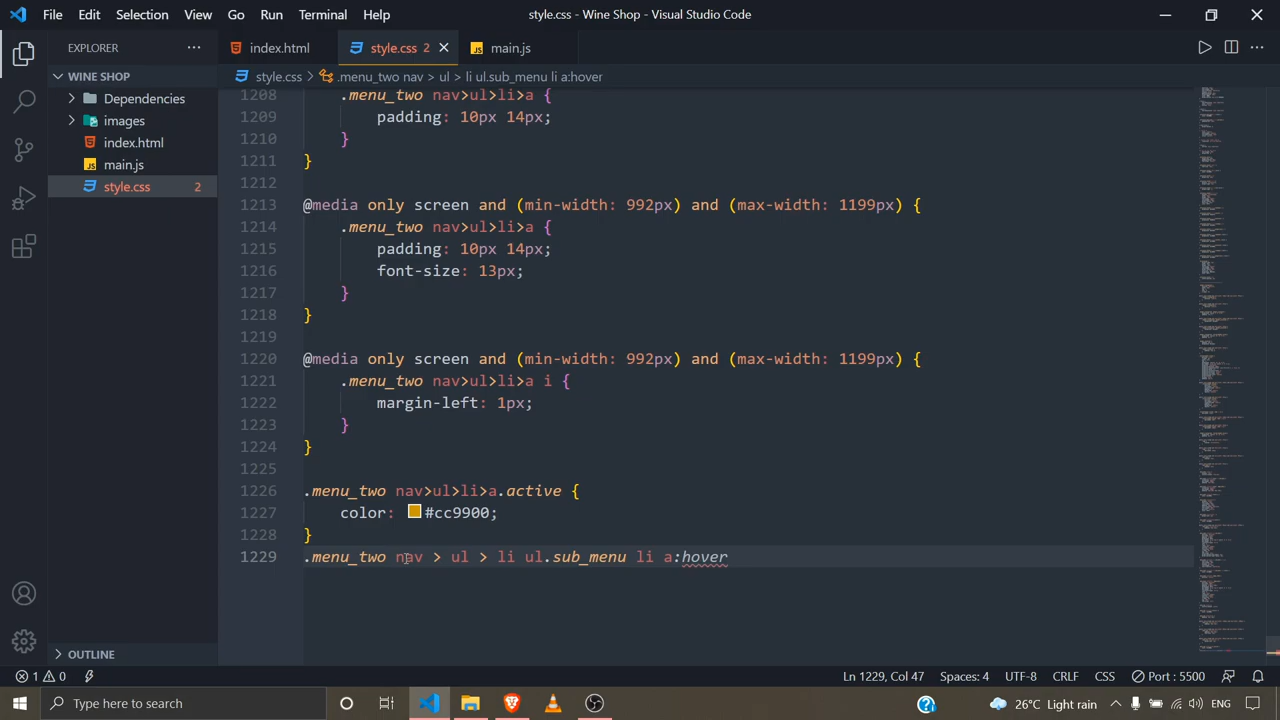 File Edit Selection View Go Run Terminal Help
style.css - Wine Shop - Visual Studio Code
EXPLORER
index.html
style.css 2
main.js
WINE SHOP
style.css > .menu_two nav > ul > li ul.sub_menu li a:hover
Dependencies
images
index.html
main.js
style.css 2
1208 .menu_two nav>ul>li>a {
1209 padding: 10px 14px;
1210 }
1211 }
1212
1213 @media only screen and (min-width: 992px) and (max-width: 1199px) {
1214 .menu_two nav>ul>li>a {
1215 padding: 10px 14px;
1216 font-size: 13px;
1217 }
1218 }
1219
1220 @media only screen and (min-width: 992px) and (max-width: 1199px) {
1221 .menu_two nav>ul>li>a i {
1222 margin-left: 1px;
1223 }
1224 }
1225
1226 .menu_two nav>ul>li>a.active {
1227 color: #cc9900;
1228 }
1229 .menu_two nav > ul > li ul.sub_menu li a:hover
OUTLINE
1 0
Ln 1229, Col 47
UTF-8
CRLF
CSS
Port : 5500
Type here to search
26°C Light rain
ENG